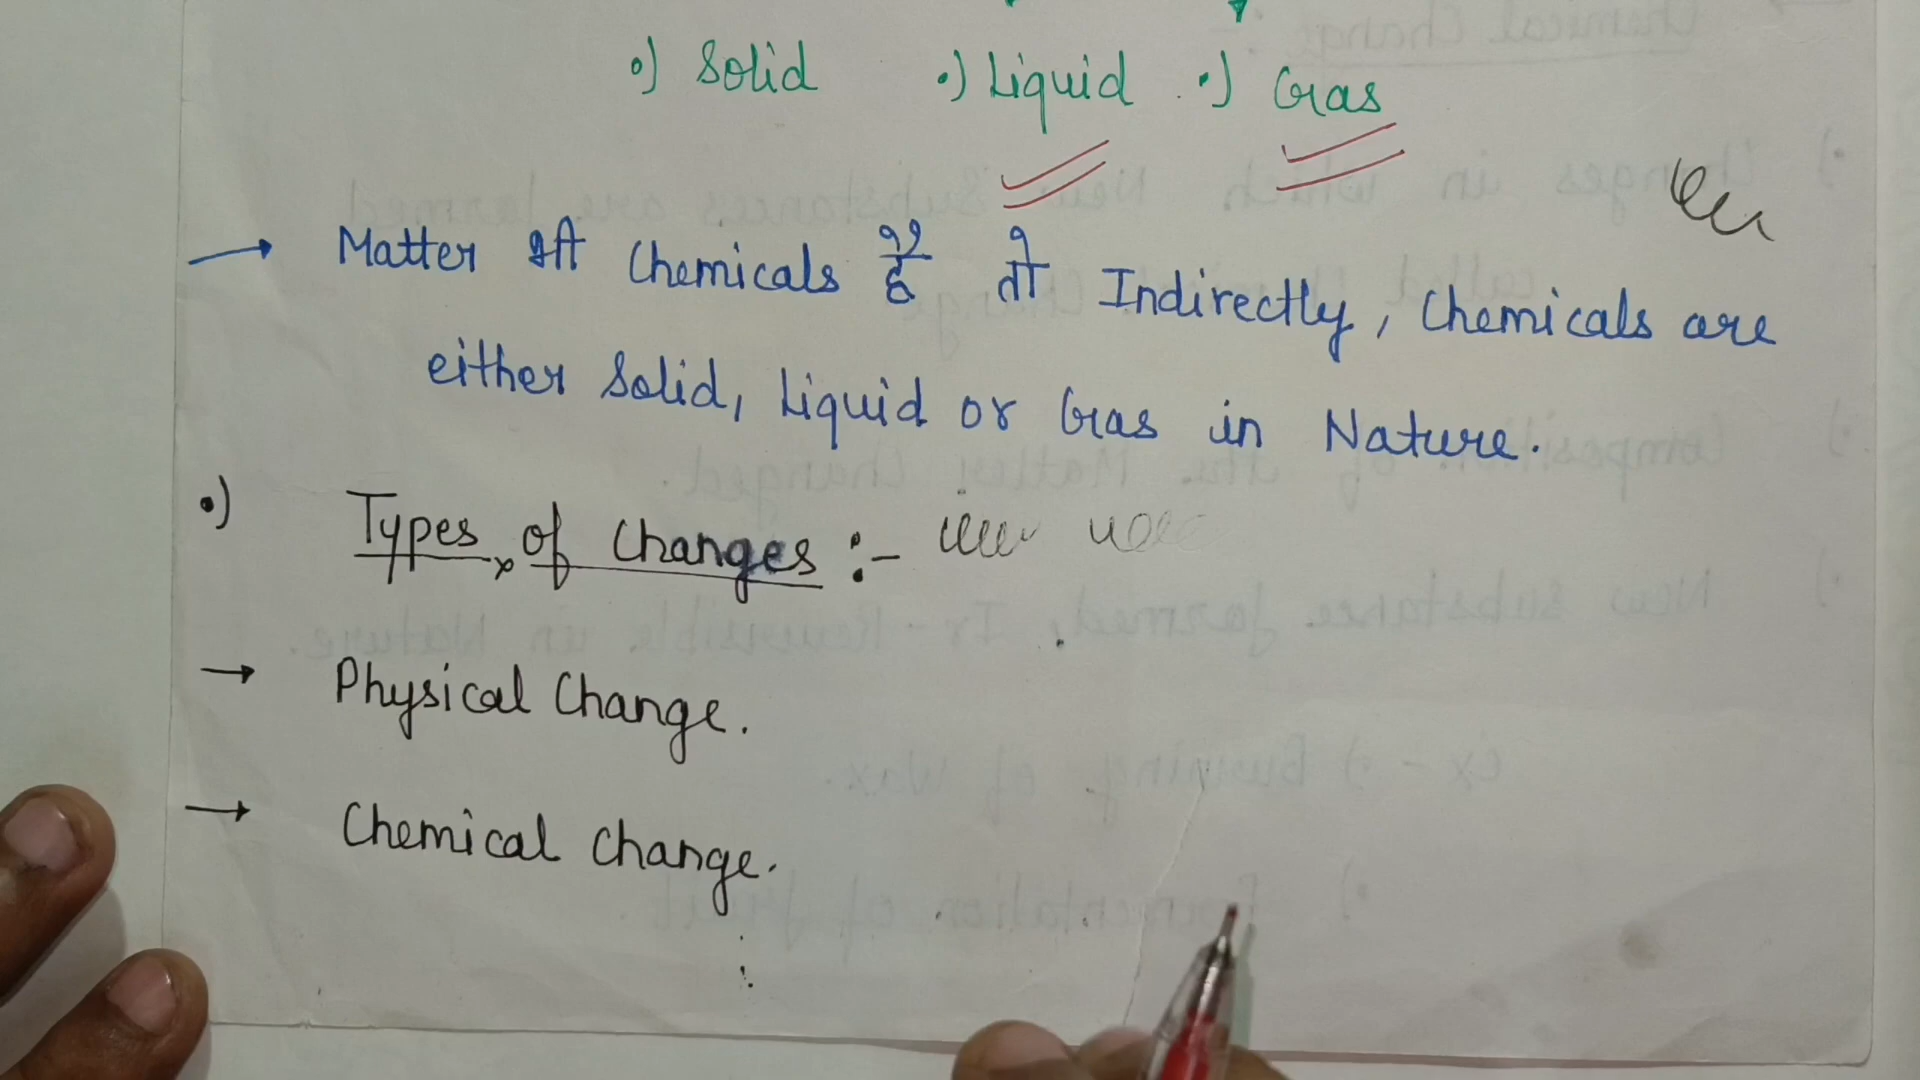 •) Solid •) Liquid •) Gas
→ Matter भी Chemicals हैं तो Indirectly, Chemicals are
either Solid, Liquid or Gas in Nature.
•) Types of Changes :-
→ Physical Change.
→ Chemical Change.